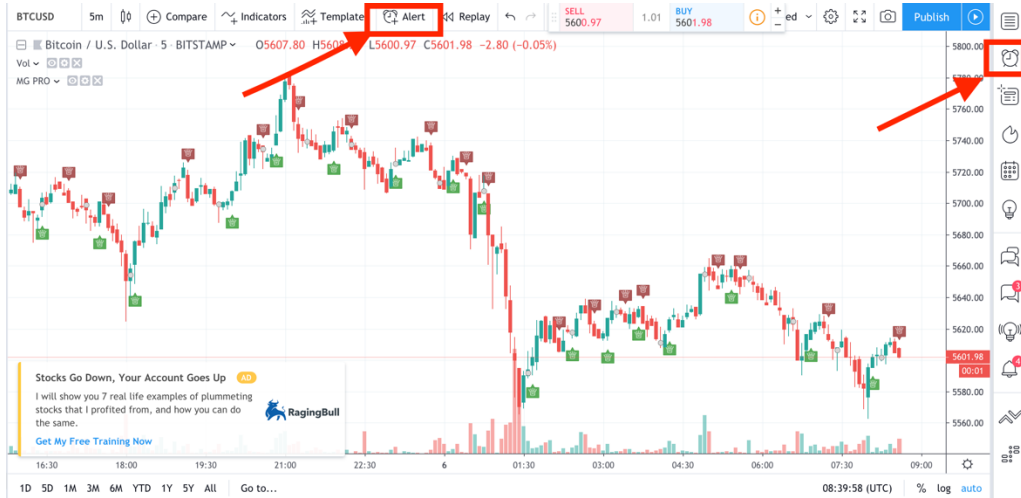 BTCUSD 5m Compare Indicators Template Alert Replay SELL 5600.97 1.01 BUY 5601.98 + − ed Publish
Bitcoin / U.S. Dollar · 5 · BITSTAMP O5607.80 L5600.97 C5601.98 −2.80 (−0.05%)
Vol
MG PRO
5800.00
5780.00
5760.00
5740.00
5720.00
5700.00
5680.00
5660.00
5640.00
5620.00
5601.98
00:01
5580.00
5560.00
3
4
Stocks Go Down, Your Account Goes Up AD
I will show you 7 real life examples of plummeting
stocks that I profited from, and how you can do
the same.
Get My Free Training Now
RagingBull
16:30 18:00 19:30 21:00 22:30 6 01:30 03:00 04:30 06:00 07:30 09:00
1D 5D 1M 3M 6M YTD 1Y 5Y All Go to... 08:39:58 (UTC) % log auto